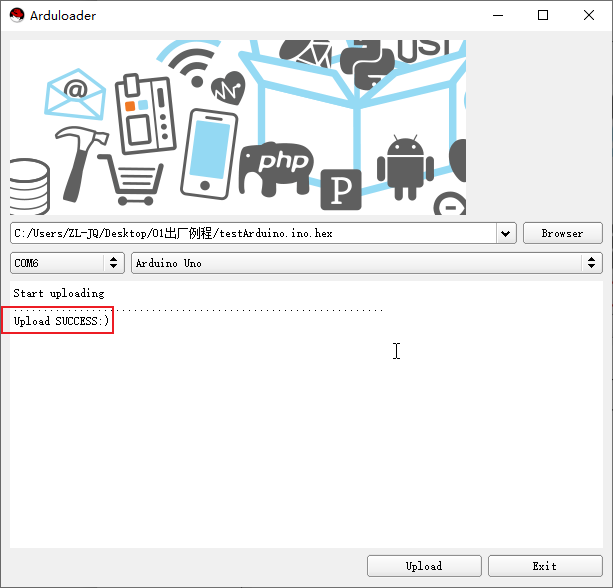 Arduloader
UST
@
php
P
C:/Users/ZL-JQ/Desktop/01出厂例程/testArduino.ino.hex
Browser
COM6
Arduino Uno
Start uploading
Upload SUCCESS:)
Upload
Exit